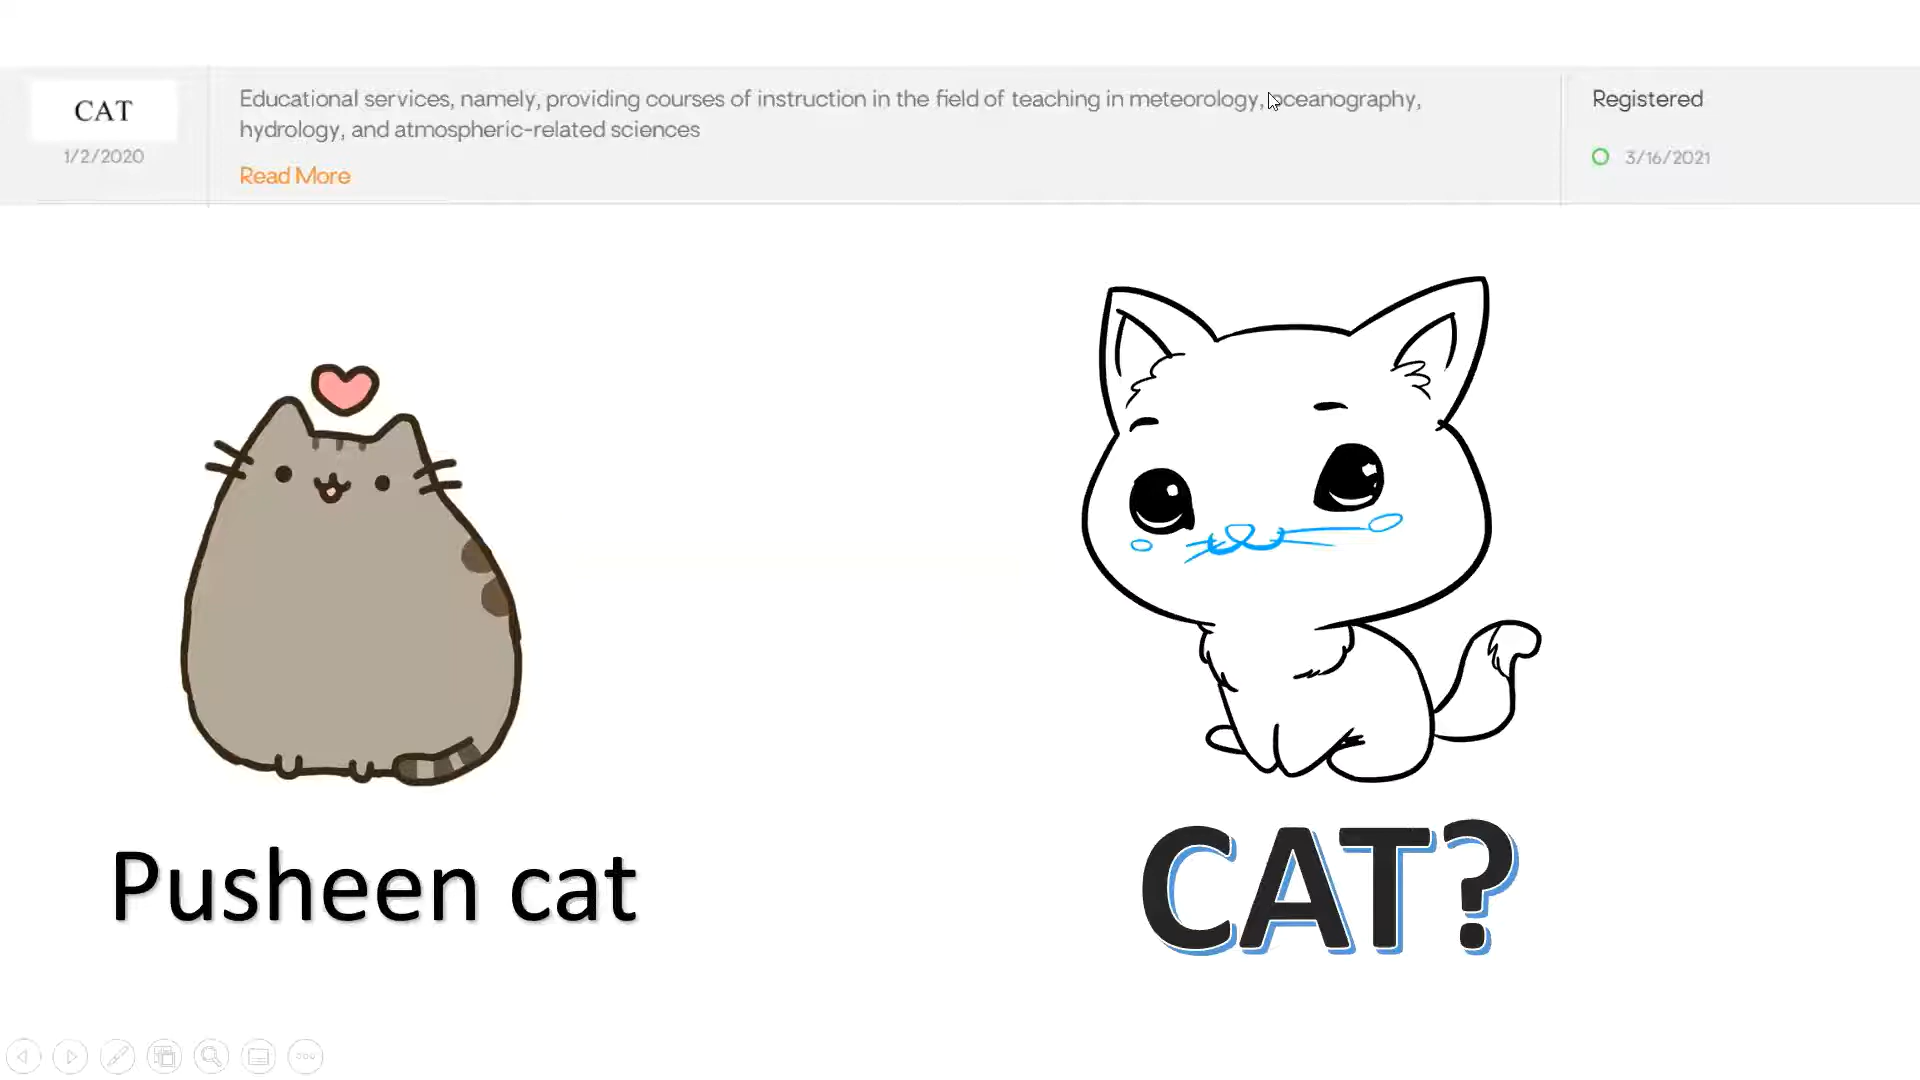 CAT
1/2/2020
Educational services, namely, providing courses of instruction in the field of teaching in meteorology, oceanography,
hydrology, and atmospheric-related sciences
Read More
Registered
3/16/2021
Pusheen cat
CAT?